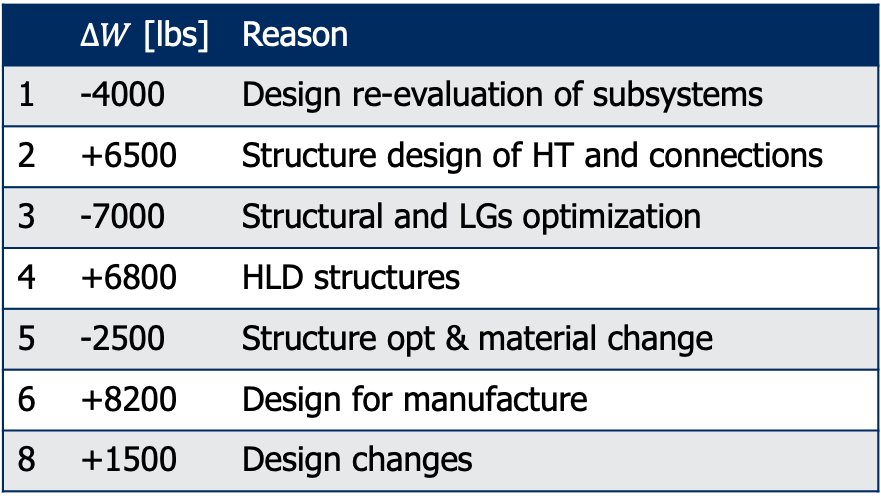 ΔW [lbs] Reason
1 -4000 Design re-evaluation of subsystems
2 +6500 Structure design of HT and connections
3 -7000 Structural and LGs optimization
4 +6800 HLD structures
5 -2500 Structure opt & material change
6 +8200 Design for manufacture
8 +1500 Design changes